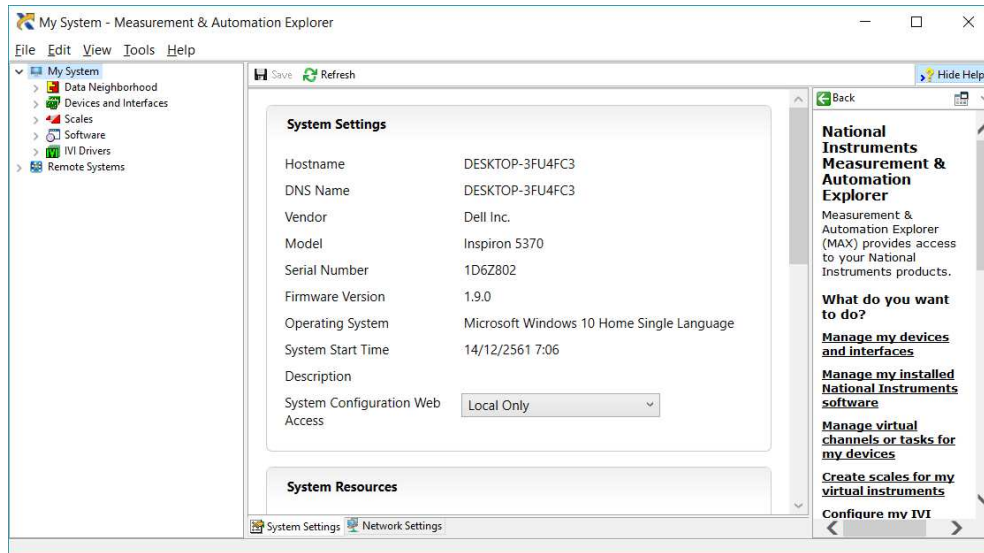 My System - Measurement & Automation Explorer
File Edit View Tools Help
My System
Data Neighborhood
Devices and Interfaces
Scales
Software
IVI Drivers
Remote Systems
Save Refresh
Hide Help
System Settings
Hostname DESKTOP-3FU4FC3
DNS Name DESKTOP-3FU4FC3
Vendor Dell Inc.
Model Inspiron 5370
Serial Number 1D6Z802
Firmware Version 1.9.0
Operating System Microsoft Windows 10 Home Single Language
System Start Time 14/12/2561 7:06
Description
System Configuration Web
Access
Local Only
System Resources
System Settings Network Settings
Back
National
Instruments
Measurement &
Automation
Explorer
Measurement &
Automation Explorer
(MAX) provides access
to your National
Instruments products.
What do you want
to do?
Manage my devices
and interfaces
Manage my installed
National Instruments
software
Manage virtual
channels or tasks for
my devices
Create scales for my
virtual instruments
Configure my IVI